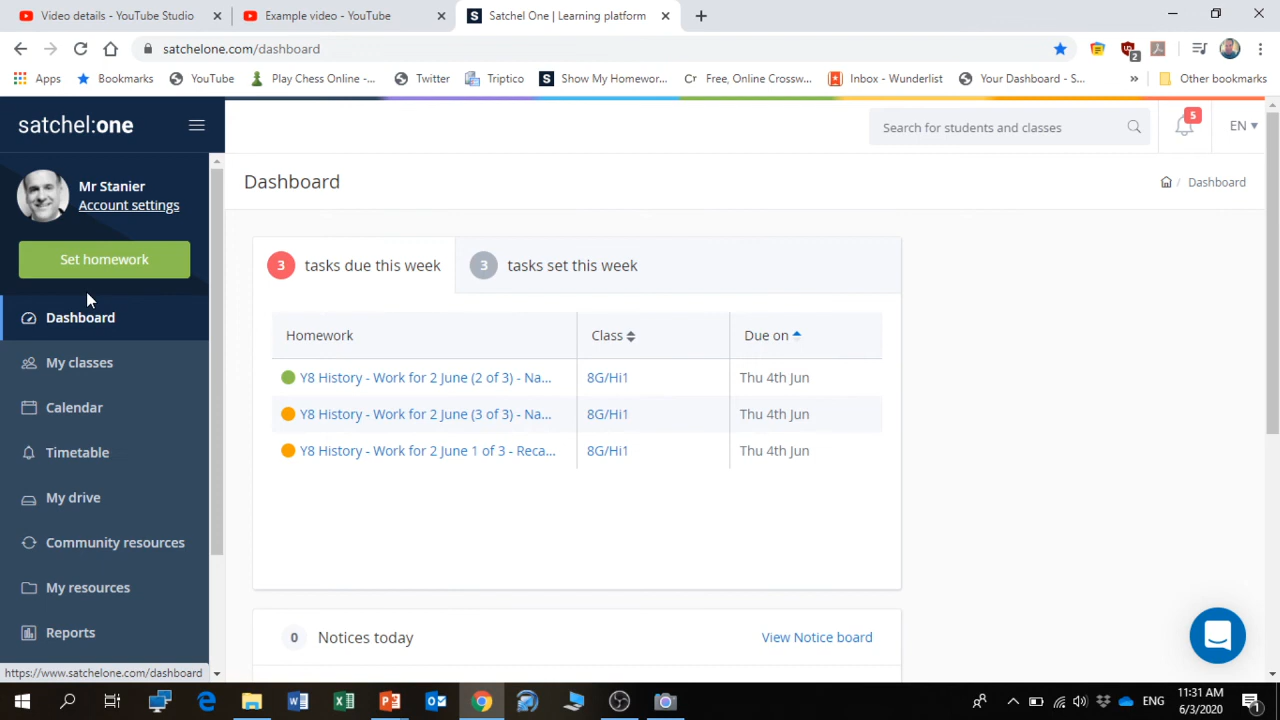 Video details - YouTube Studio
Example video - YouTube
Satchel One | Learning platform
satchelone.com/dashboard
2
Apps
Bookmarks
YouTube
Play Chess Online -...
Twitter
Triptico
Show My Homewor...
Cr Free, Online Crossw...
Inbox - Wunderlist
Your Dashboard - S...
»
Other bookmarks
satchel:one
Search for students and classes
5
EN
Mr Stanier
Account settings
Dashboard
/ Dashboard
Set homework
Dashboard
My classes
Calendar
Timetable
My drive
Community resources
My resources
Reports
3 tasks due this week
3 tasks set this week
Homework Class Due on
Y8 History - Work for 2 June (2 of 3) - Na... 8G/Hi1 Thu 4th Jun
Y8 History - Work for 2 June (3 of 3) - Na... 8G/Hi1 Thu 4th Jun
Y8 History - Work for 2 June 1 of 3 - Reca... 8G/Hi1 Thu 4th Jun
0 Notices today View Notice board
https://www.satchelone.com/dashboard
ENG
11:31 AM
6/3/2020
1